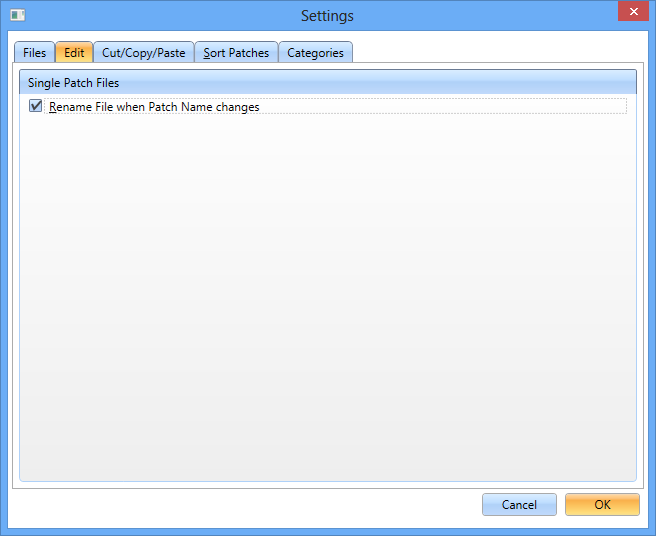 Settings
Files Edit Cut/Copy/Paste Sort Patches Categories
Single Patch Files
Rename File when Patch Name changes
Cancel OK